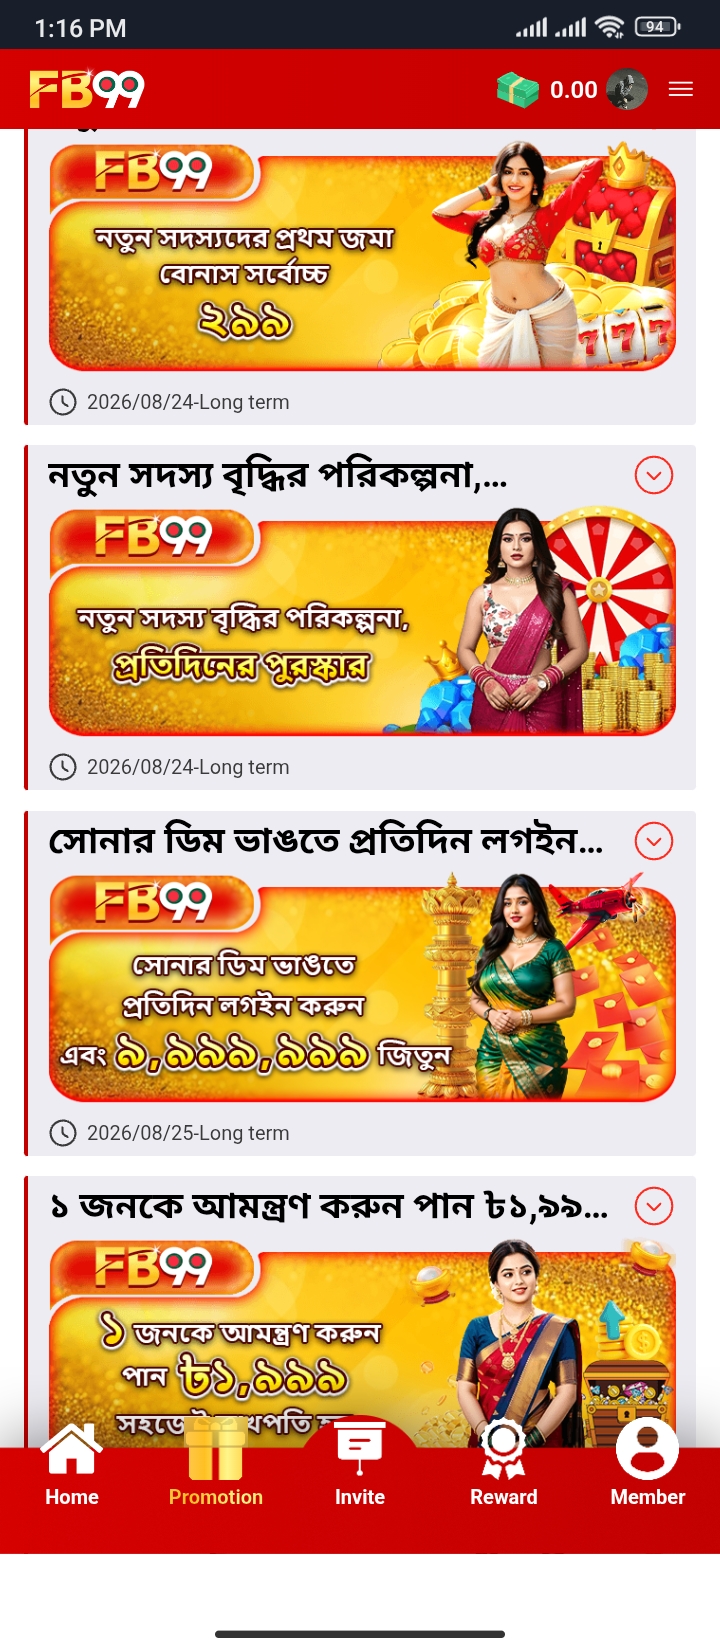 1:16 PM
94
FB99
0.00
FB99
নতুন সদস্যদের প্রথম জমা
বোনাস সর্বোচ্চ
২৯৯
777
2026/08/24-Long term
নতুন সদস্য বৃদ্ধির পরিকল্পনা,...
FB99
নতুন সদস্য বৃদ্ধির পরিকল্পনা,
প্রতিদিনের পুরস্কার
2026/08/24-Long term
সোনার ডিম ভাঙতে প্রতিদিন লগইন...
FB99
সোনার ডিম ভাঙতে
প্রতিদিন লগইন করুন
এবং ৯,৯৯৯,৯৯৯ জিতুন
2026/08/25-Long term
১ জনকে আমন্ত্রণ করুন পান ৳১,৯৯...
FB99
১ জনকে আমন্ত্রণ করুন
পান ৳১,৯৯৯
Home
Promotion
Invite
Reward
Member